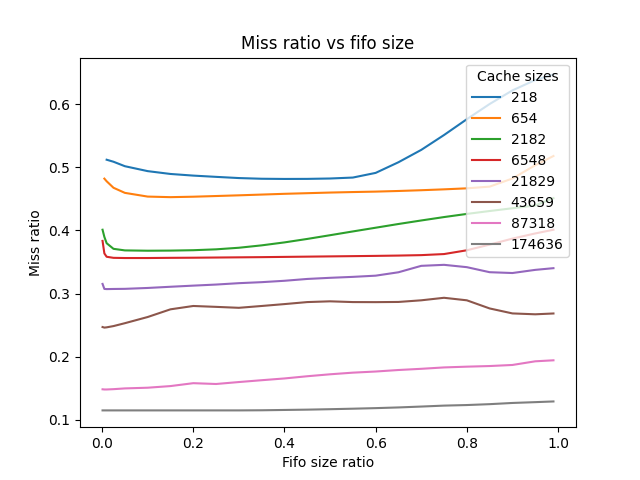 Miss ratio vs fifo size
Cache sizes
218
654
2182
6548
21829
43659
87318
174636
Miss ratio
0.6
0.5
0.4
0.3
0.2
0.1
0.0 0.2 0.4 0.6 0.8 1.0
Fifo size ratio